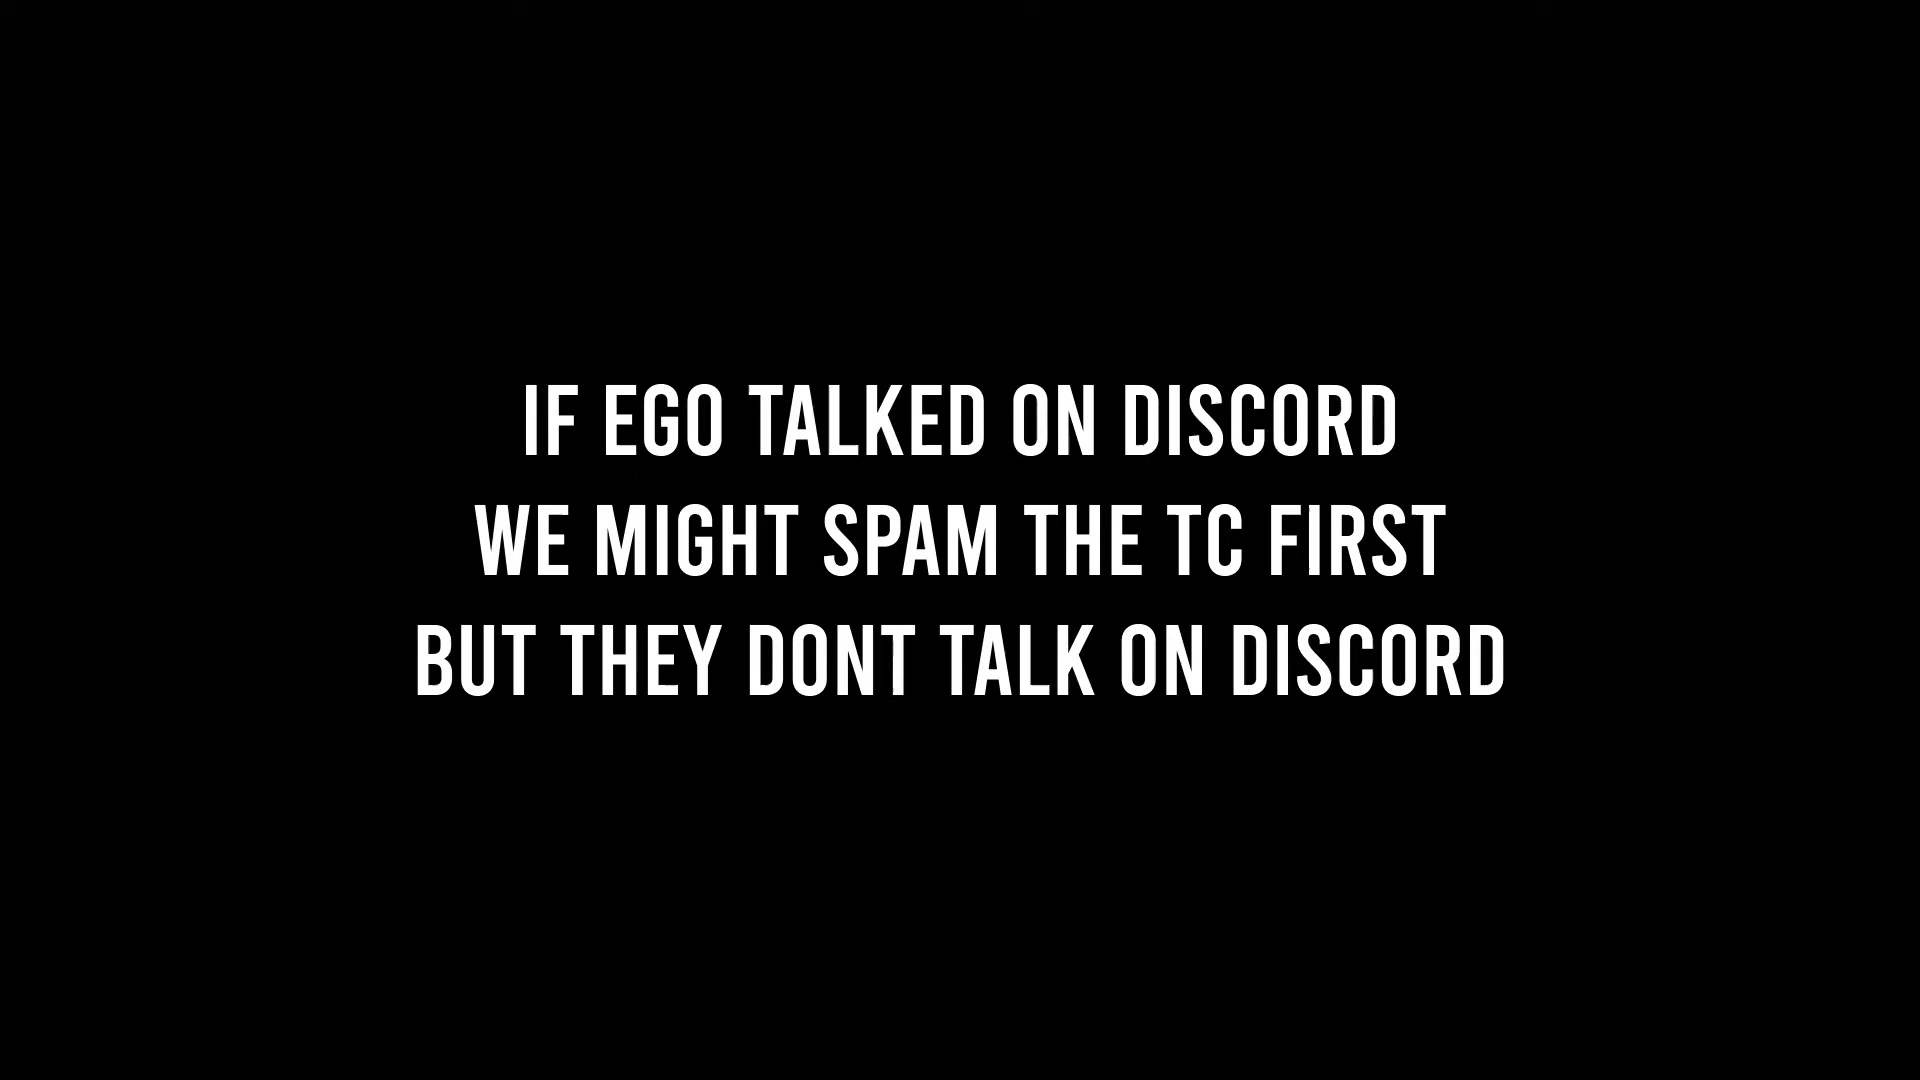 IF EGO TALKED ON DISCORD
WE MIGHT SPAM THE TC FIRST
BUT THEY DONT TALK ON DISCORD